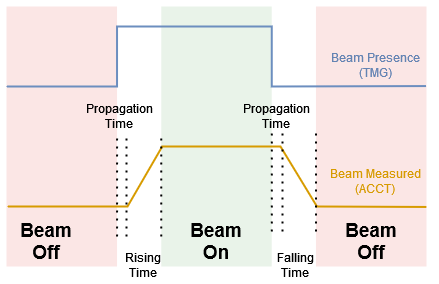 Beam Presence
(TMG)
Propagation
Time
Propagation
Time
Beam Measured
(ACCT)
Beam
Off
Beam
On
Beam
Off
Rising
Time
Falling
Time